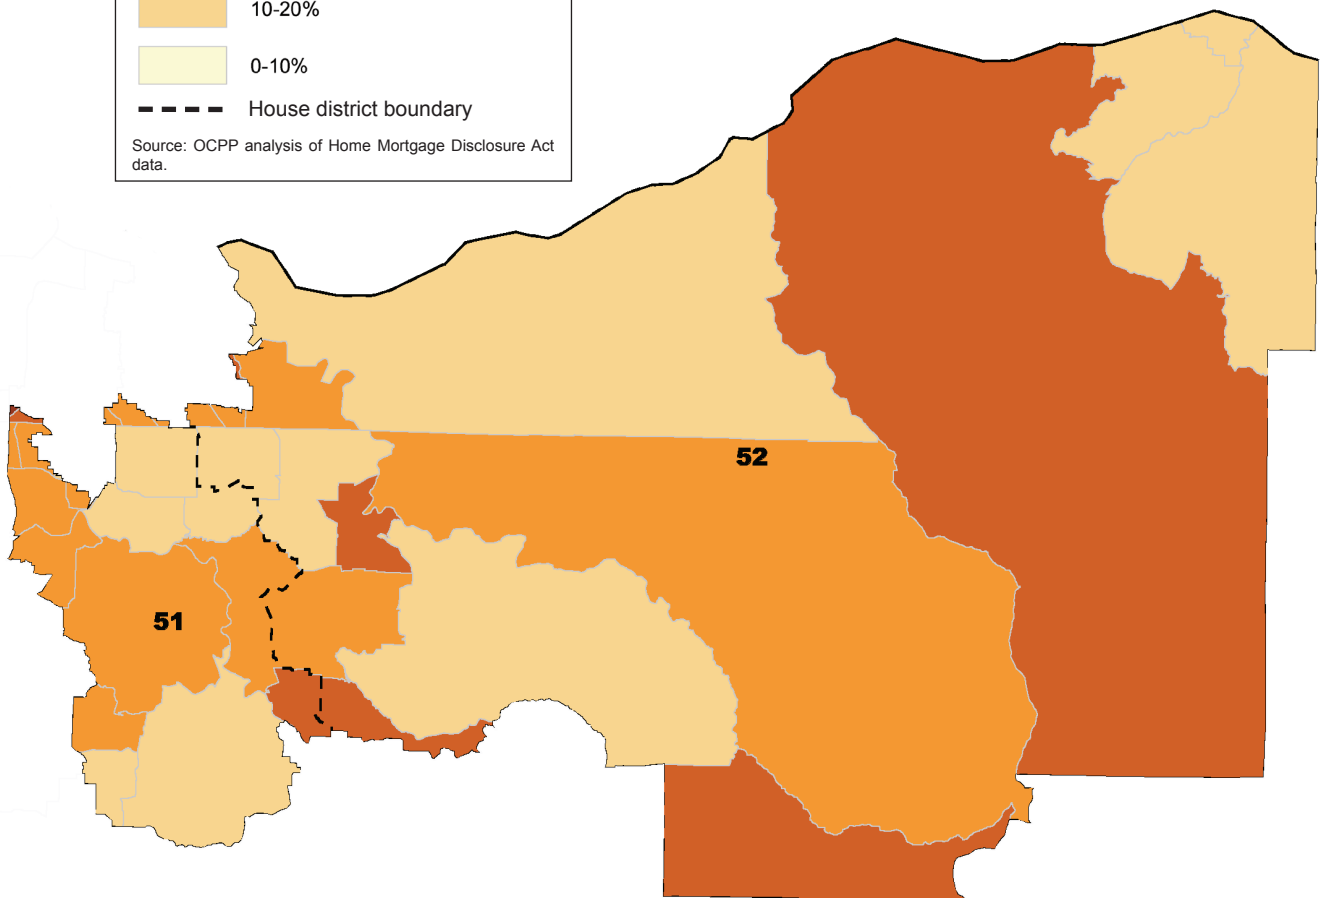 10-20%
0-10%
House district boundary
Source: OCPP analysis of Home Mortgage Disclosure Act
data.
52
51